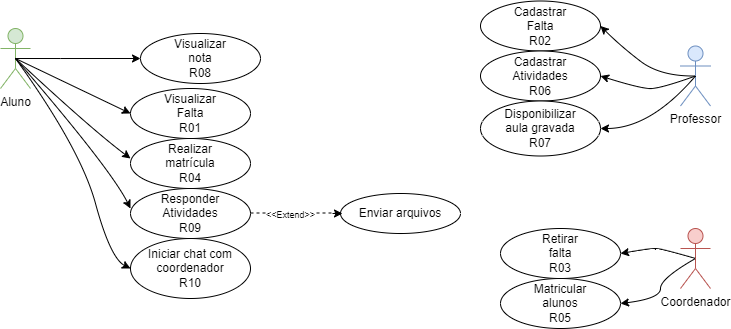 Aluno
Visualizar
nota
R08
Visualizar
Falta
R01
Realizar
matrícula
R04
Responder
Atividades
R09
Iniciar chat com
coordenador
R10
<<Extend>>
Enviar arquivos
Cadastrar
Falta
R02
Cadastrar
Atividades
R06
Disponibilizar
aula gravada
R07
Professor
Retirar
falta
R03
Matricular
alunos
R05
Coordenador